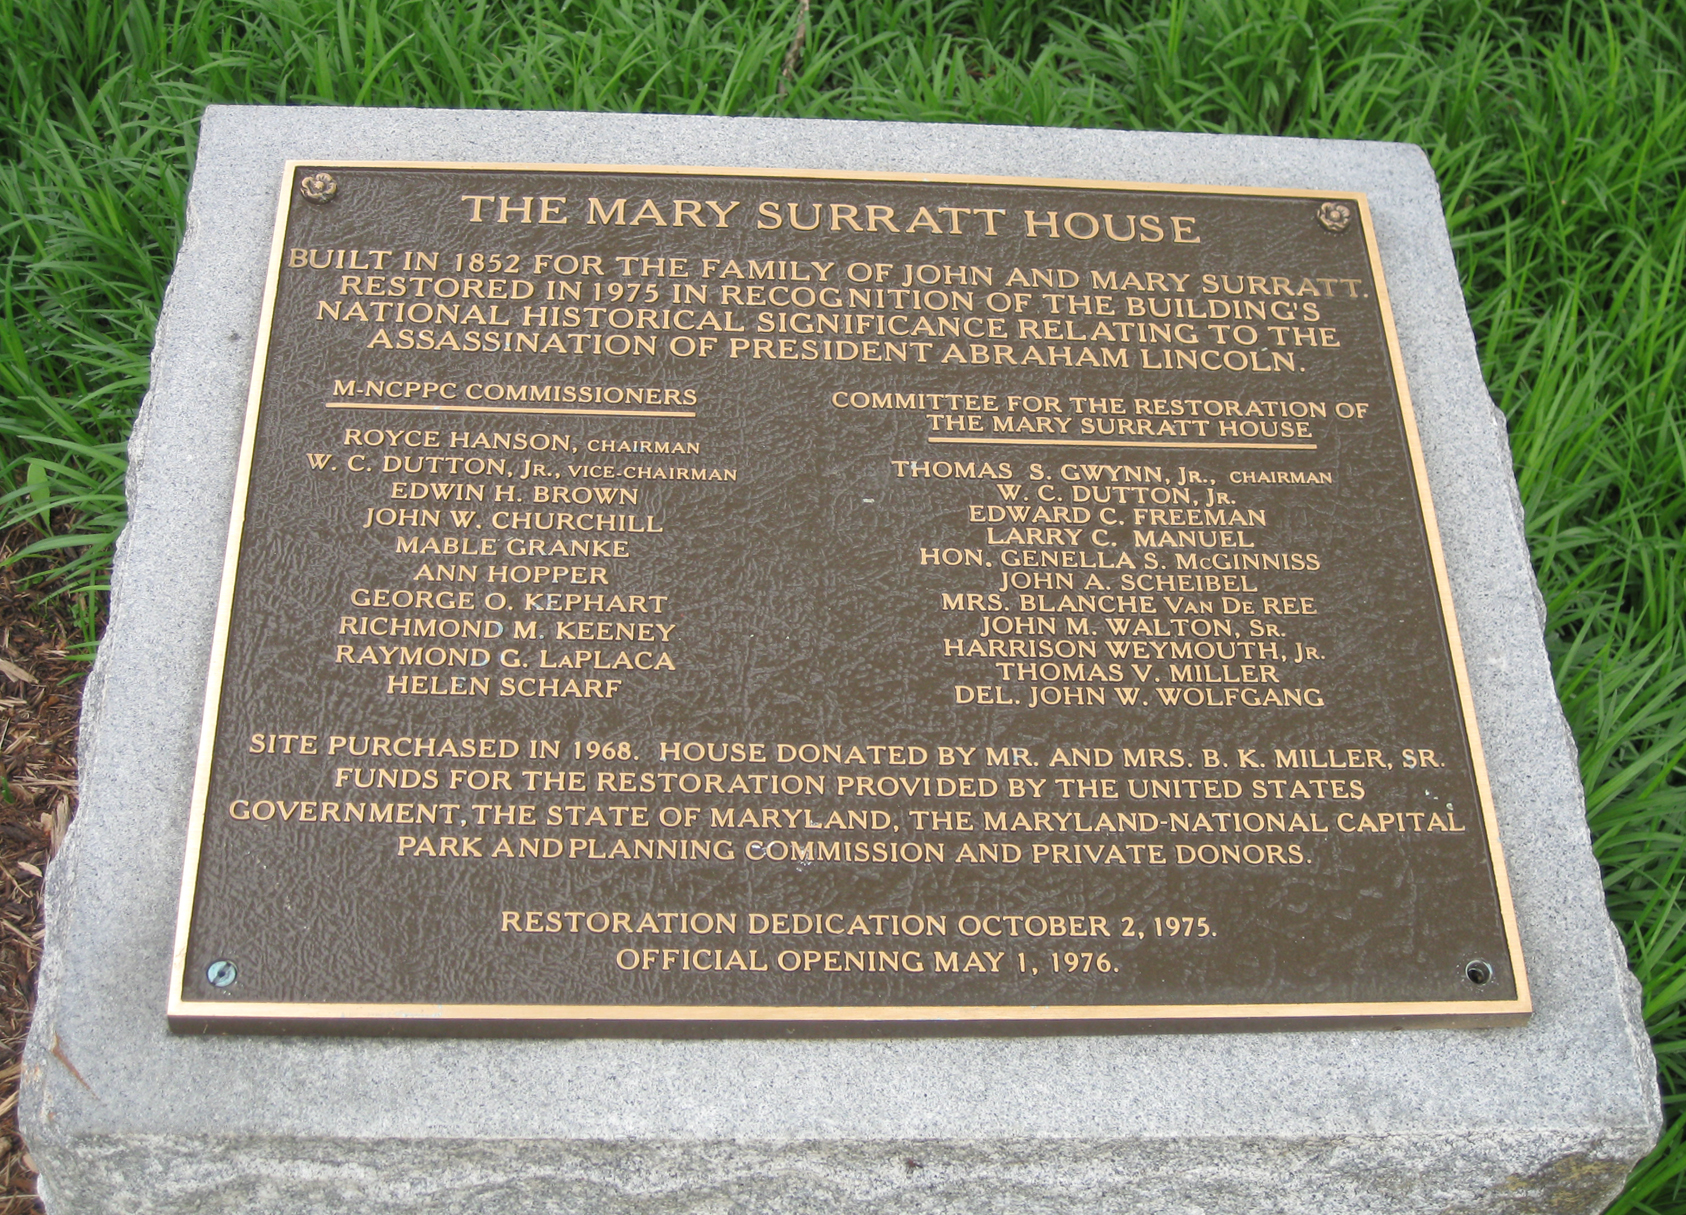 THE MARY SURRATT HOUSE
BUILT IN 1852 FOR THE FAMILY OF JOHN AND MARY SURRATT.
RESTORED IN 1975 IN RECOGNITION OF THE BUILDING'S
NATIONAL HISTORICAL SIGNIFICANCE RELATING TO THE
ASSASSINATION OF PRESIDENT ABRAHAM LINCOLN.
M-NCPPC COMMISSIONERS
ROYCE HANSON, CHAIRMAN
W. C. DUTTON, JR., VICE-CHAIRMAN
EDWIN H. BROWN
JOHN W. CHURCHILL
MABLE GRANKE
ANN HOPPER
GEORGE O. KEPHART
RICHMOND M. KEENEY
RAYMOND G. LAPLACA
HELEN SCHARF
COMMITTEE FOR THE RESTORATION OF
THE MARY SURRATT HOUSE
THOMAS S. GWYNN, JR., CHAIRMAN
W. C. DUTTON, JR.
EDWARD C. FREEMAN
LARRY C. MANUEL
HON. GENELLA S. McGINNISS
JOHN A. SCHEIBEL
MRS. BLANCHE VAN DE REE
JOHN M. WALTON, SR.
HARRISON WEYMOUTH, JR.
THOMAS V. MILLER
DEL. JOHN W. WOLFGANG
SITE PURCHASED IN 1968. HOUSE DONATED BY MR. AND MRS. B. K. MILLER, SR.
FUNDS FOR THE RESTORATION PROVIDED BY THE UNITED STATES
GOVERNMENT, THE STATE OF MARYLAND, THE MARYLAND-NATIONAL CAPITAL
PARK AND PLANNING COMMISSION AND PRIVATE DONORS.
RESTORATION DEDICATION OCTOBER 2, 1975.
OFFICIAL OPENING MAY 1, 1976.